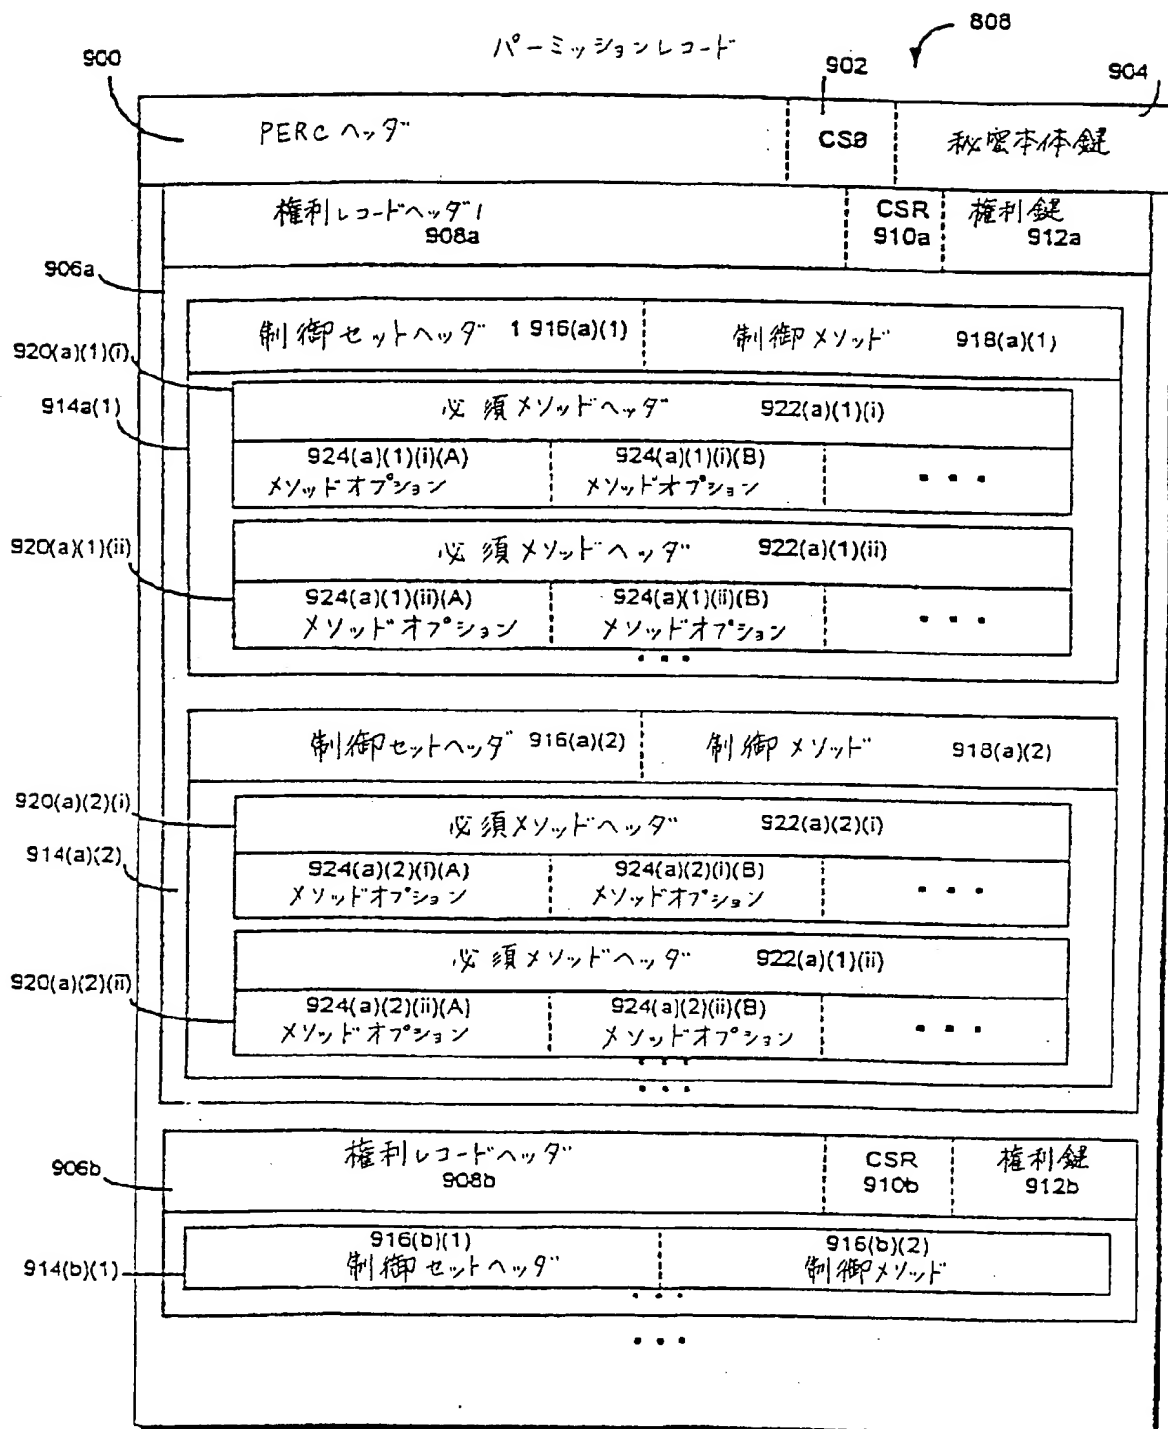 808
パーミッションレコード
900
902
904
PERCヘッダ
CS0
秘密本体鍵
権利レコードヘッダ1
908a
CSR
910a
権利鍵
912a
906a
制御セットヘッダ 1 916(a)(1)
制御メソッド 918(a)(1)
920(a)(1)(i)
914a(1)
必須メソッドヘッダ 922(a)(1)(i)
924(a)(1)(i)(A)
メソッドオプション
924(a)(1)(i)(B)
メソッドオプション
• • •
920(a)(1)(ii)
必須メソッドヘッダ 922(a)(1)(ii)
924(a)(1)(ii)(A)
メソッドオプション
924(a)(1)(ii)(B)
メソッドオプション
• • •
• • •
制御セットヘッダ 916(a)(2)
制御メソッド 918(a)(2)
920(a)(2)(i)
914(a)(2)
必須メソッドヘッダ 922(a)(2)(i)
924(a)(2)(i)(A)
メソッドオプション
924(a)(2)(i)(B)
メソッドオプション
• • •
920(a)(2)(ii)
必須メソッドヘッダ 922(a)(1)(ii)
924(a)(2)(ii)(A)
メソッドオプション
924(a)(2)(ii)(B)
メソッドオプション
• • •
• • •
• • •
906b
権利レコードヘッダ
908b
CSR
910b
権利鍵
912b
914(b)(1)
916(b)(1)
制御セットヘッダ
916(b)(2)
制御メソッド
• • •
• • •